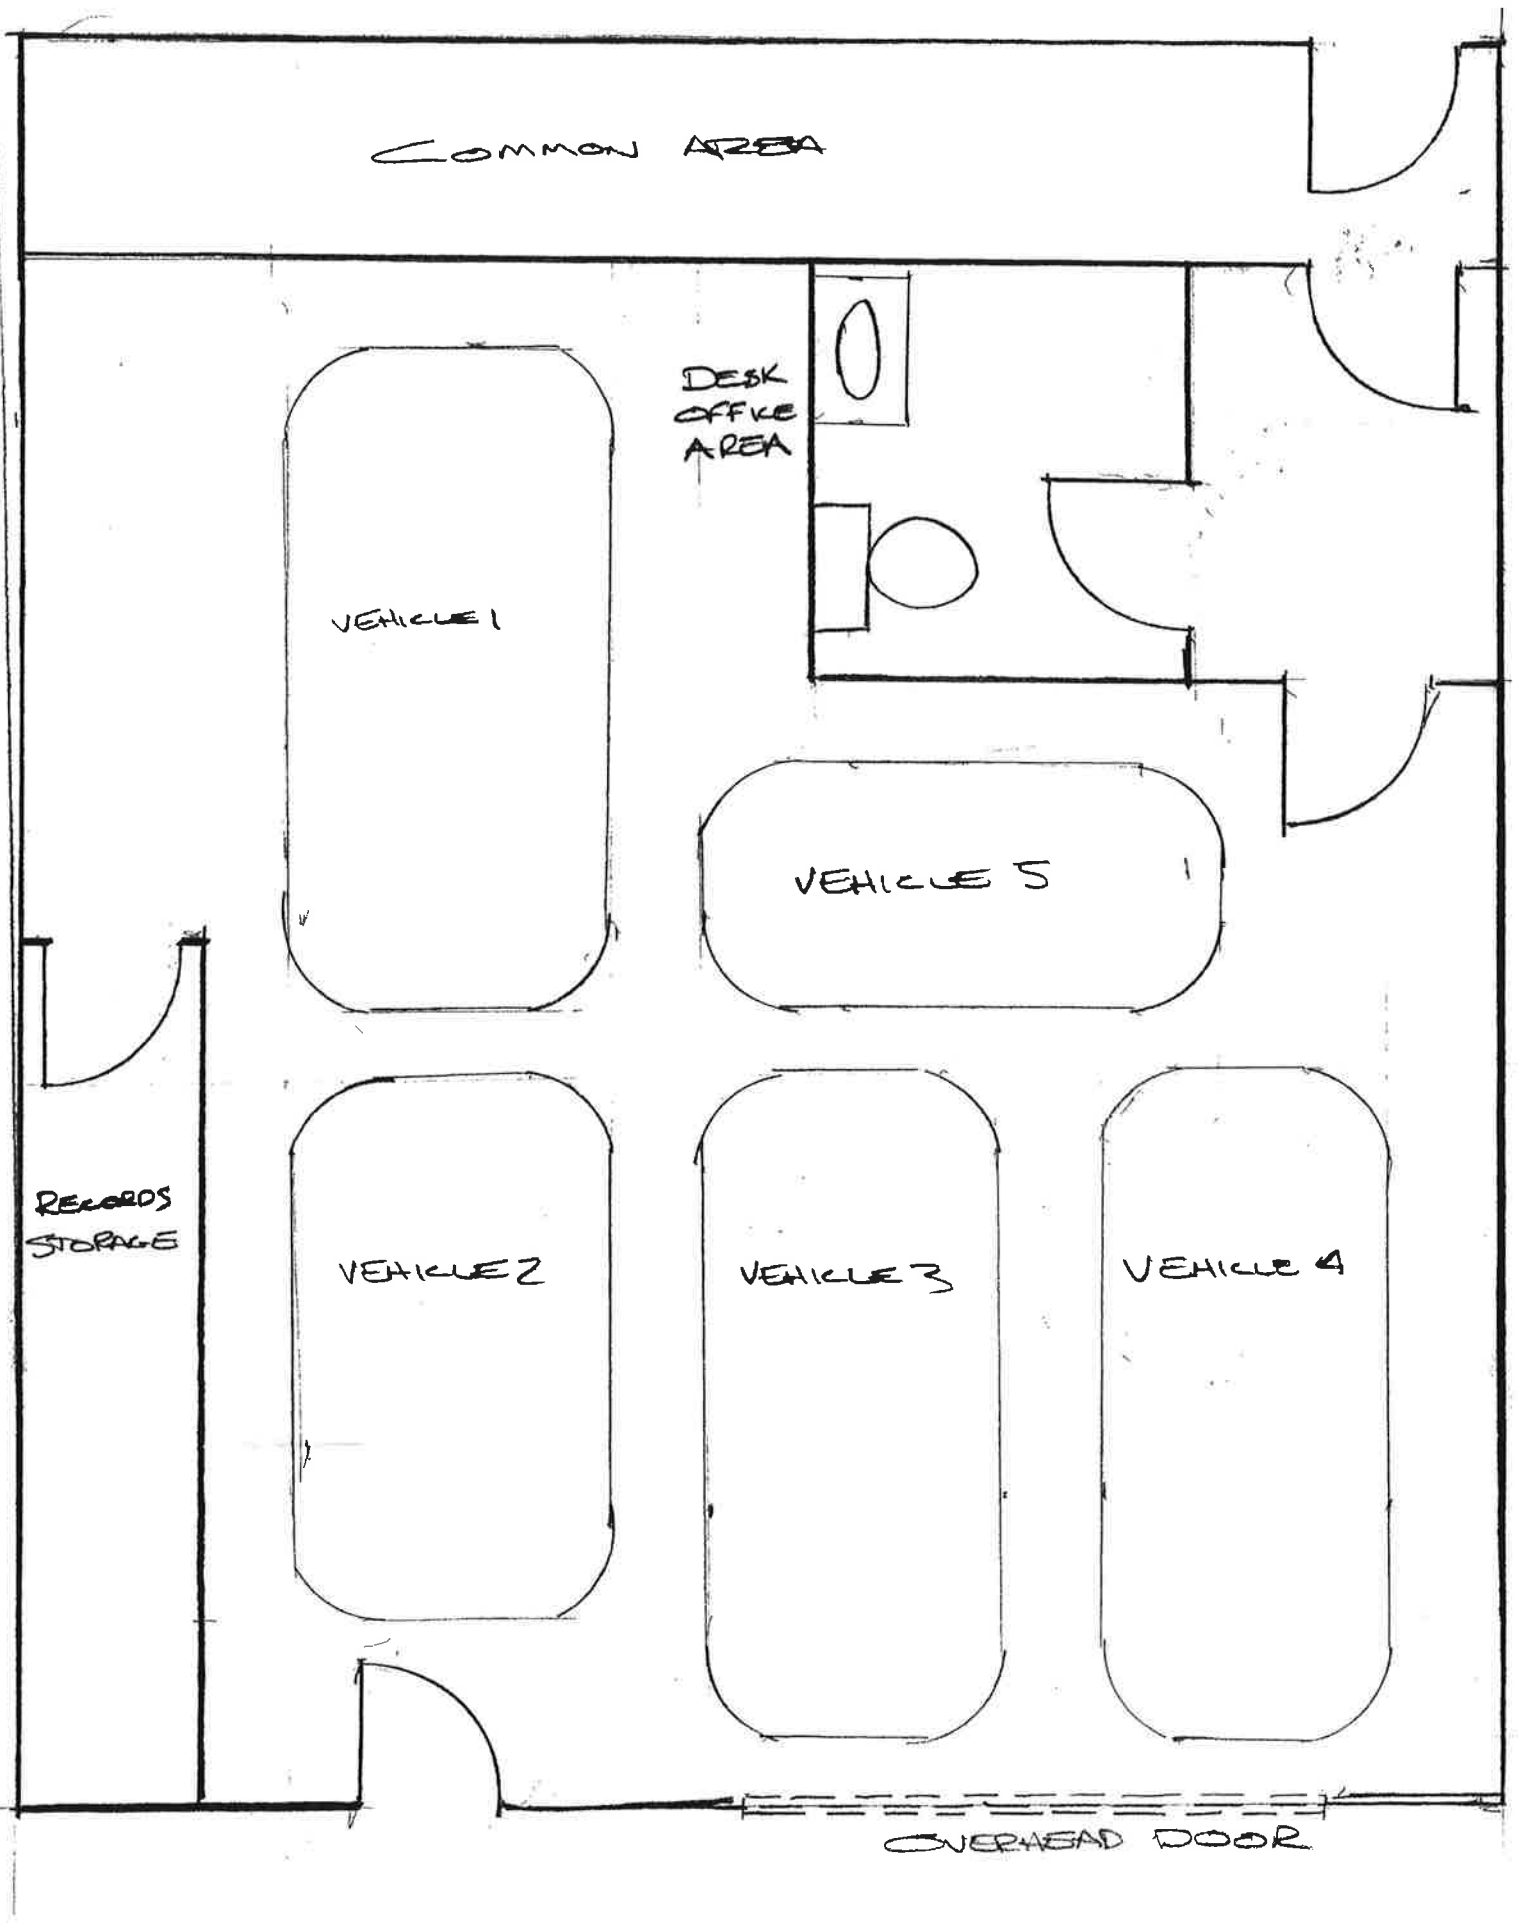 COMMON AREA
DESK
OFFICE
AREA
VEHICLE 1
VEHICLE 5
RECORDS
STORAGE
VEHICLE 2
VEHICLE 3
VEHICLE 4
OVERHEAD DOOR